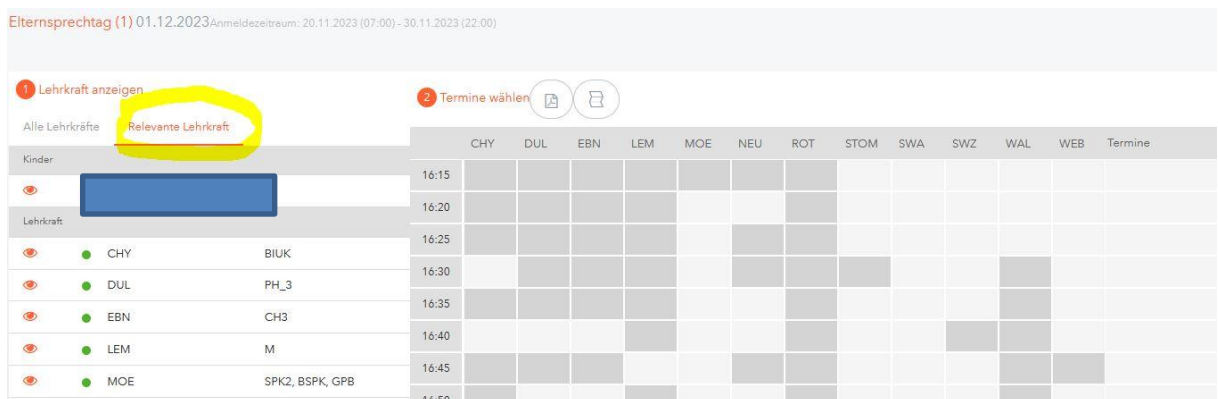 Elternsprechtag (1) 01.12.2023 Anmeldezeitraum: 20.11.2023 (07:00) - 30.11.2023 (22:00)
1 Lehrkraft anzeigen
Alle Lehrkräfte Relevante Lehrkraft
Kinder
Lehrkraft
CHY BIUK
DUL PH_3
EBN CH3
LEM M
MOE SPK2, BSPK, GPB
2 Termine wählen
CHY DUL EBN LEM MOE NEU ROT STOM SWA SWZ WAL WEB Termine
16:15
16:20
16:25
16:30
16:35
16:40
16:45
16:50